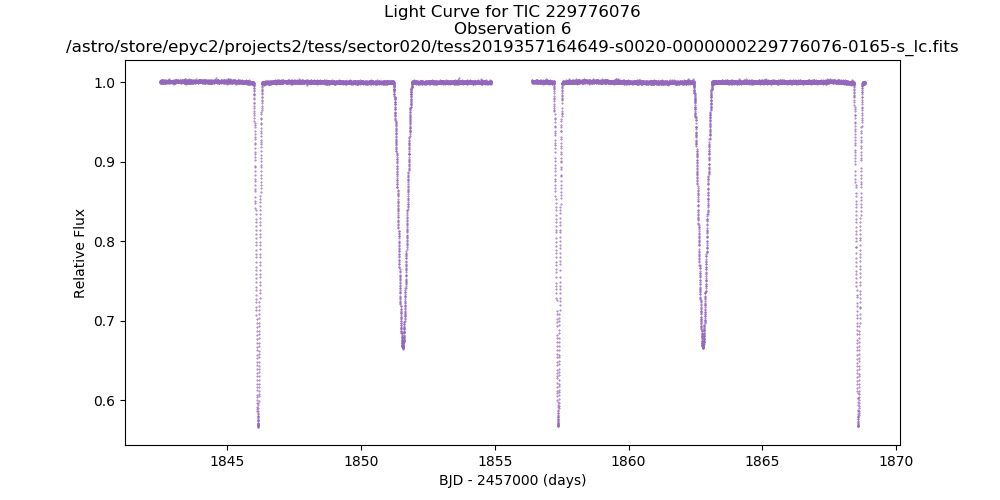 Light Curve for TIC 229776076
Observation 6
/astro/store/epyc2/projects2/tess/sector020/tess2019357164649-s0020-0000000229776076-0165-s_lc.fits
1.0
0.9
0.8
0.7
0.6
Relative Flux
1845 1850 1855 1860 1865 1870
BJD - 2457000 (days)